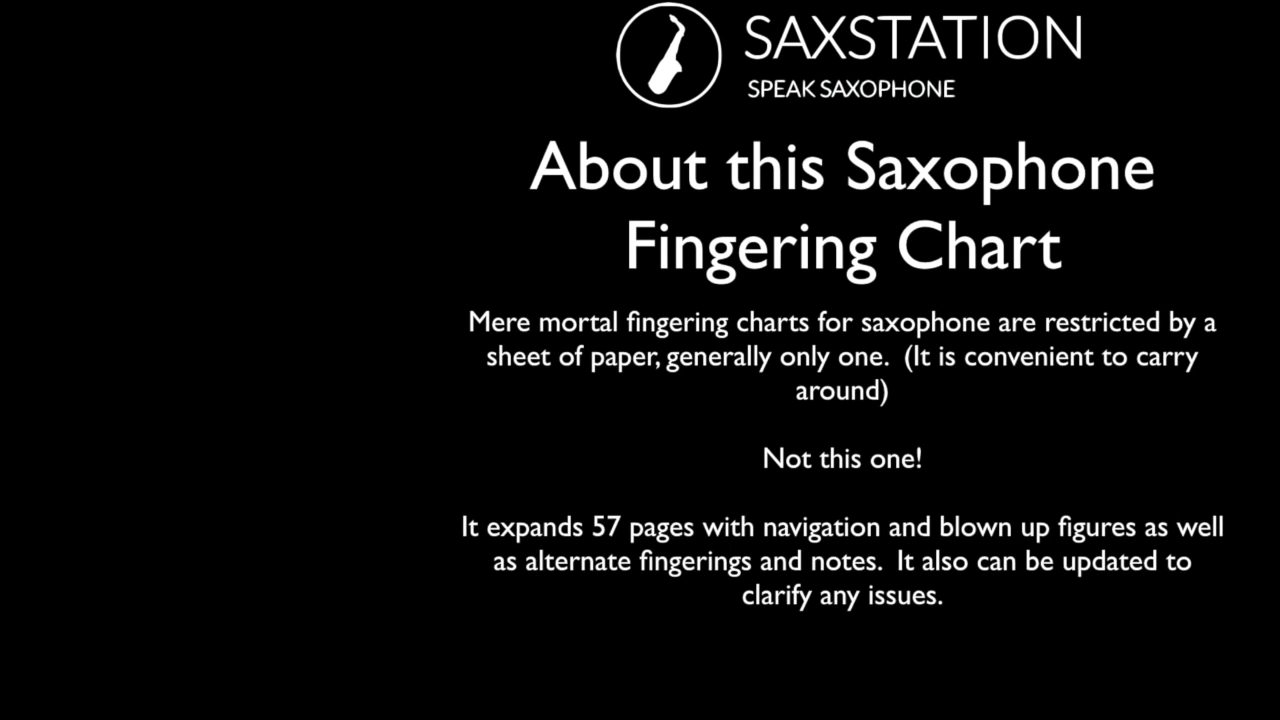 SAXSTATION
SPEAK SAXOPHONE
About this Saxophone
Fingering Chart
Mere mortal fingering charts for saxophone are restricted by a
sheet of paper, generally only one.  (It is convenient to carry
around)
Not this one!
It expands 57 pages with navigation and blown up figures as well
as alternate fingerings and notes.  It also can be updated to
clarify any issues.